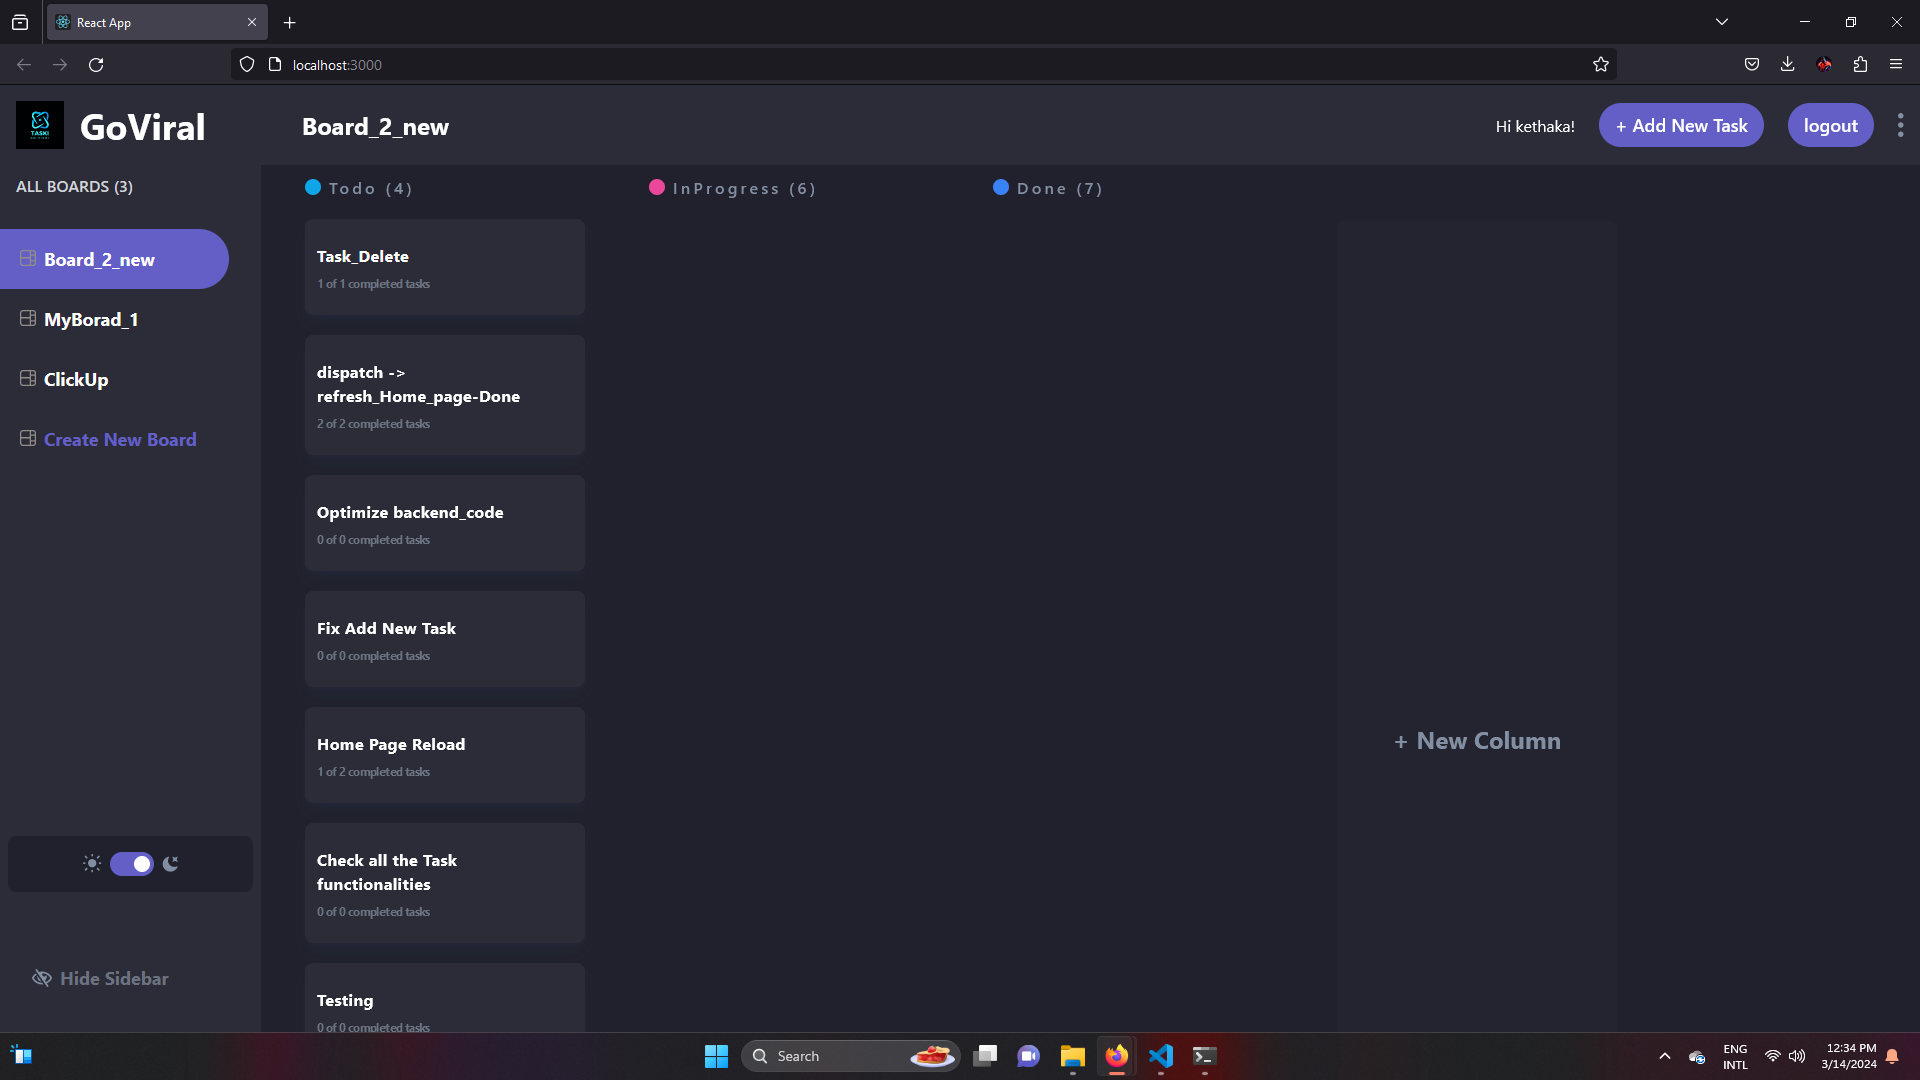 React App
localhost:3000
TASKI
GoViral
Board_2_new
Hi kethaka!
+ Add New Task
logout
ALL BOARDS (3)
Board_2_new
MyBorad_1
ClickUp
Create New Board
Hide Sidebar
Todo (4)
Task_Delete
1 of 1 completed tasks
dispatch ->
refresh_Home_page-Done
2 of 2 completed tasks
Optimize backend_code
0 of 0 completed tasks
Fix Add New Task
0 of 0 completed tasks
Home Page Reload
1 of 2 completed tasks
Check all the Task
functionalities
0 of 0 completed tasks
Testing
0 of 0 completed tasks
InProgress (6)
Done (7)
+ New Column
Search
ENG
INTL
12:34 PM
3/14/2024